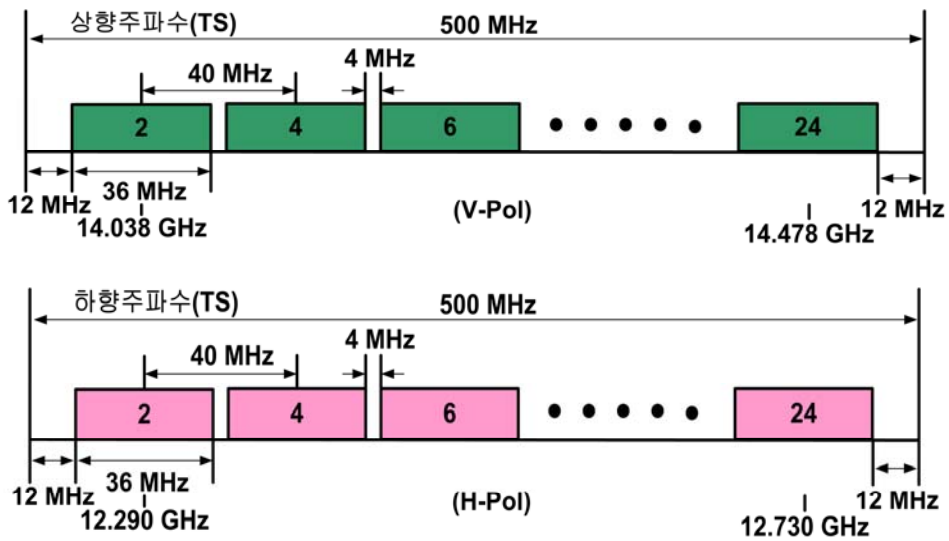 상향주파수(TS)
500 MHz
4 MHz
40 MHz
2
4
6
24
12 MHz
36 MHz
12 MHz
14.038 GHz
(V-Pol)
14.478 GHz
하향주파수(TS)
500 MHz
4 MHz
40 MHz
2
4
6
24
12 MHz
36 MHz
12 MHz
12.290 GHz
(H-Pol)
12.730 GHz